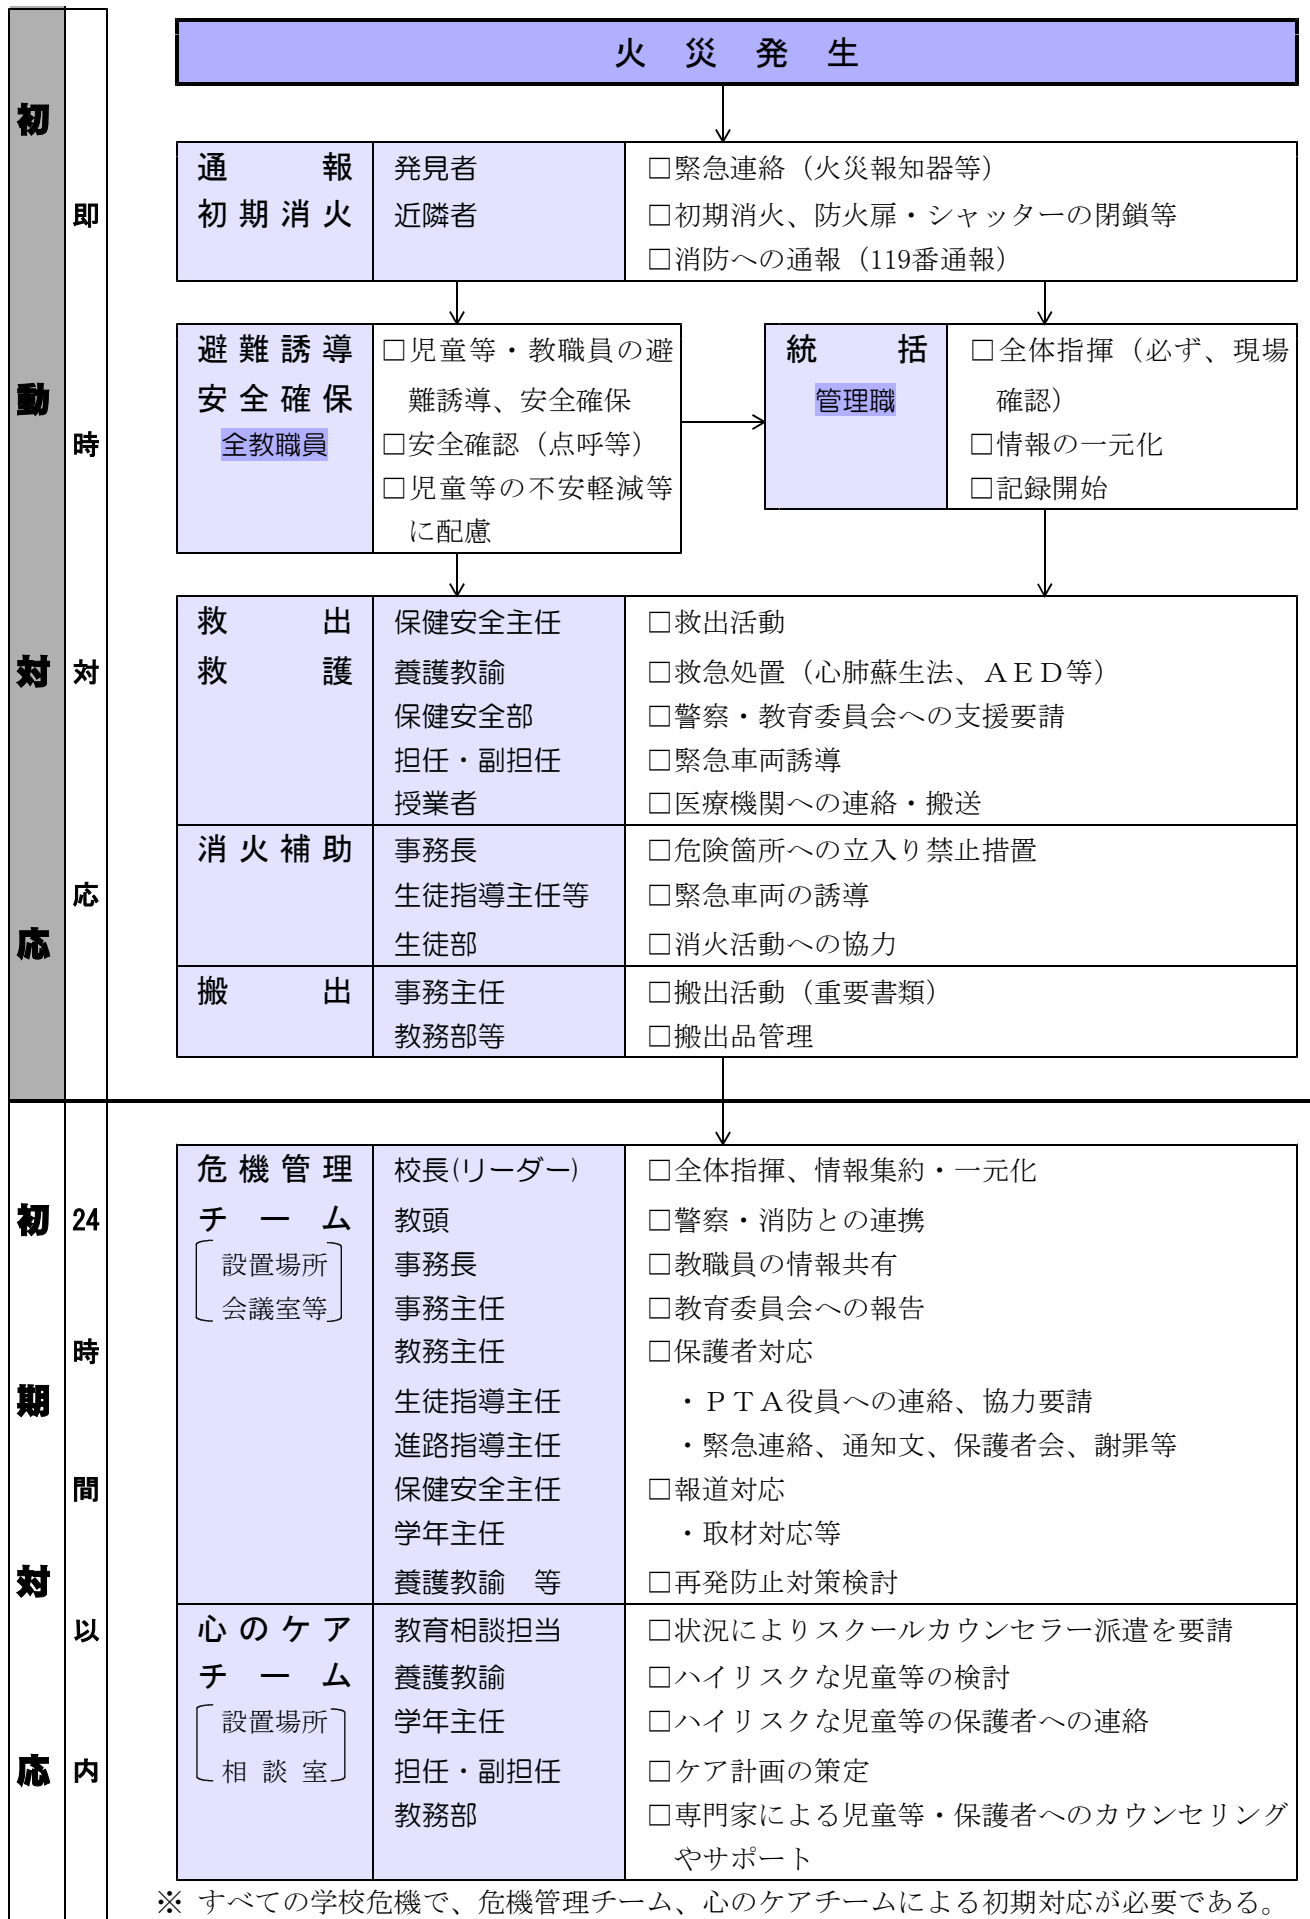 初動対応
即時対応
火災発生
通報 発見者 □緊急連絡（火災報知器等）
初期消火 近隣者 □初期消火、防火扉・シャッターの閉鎖等
□消防への通報（119番通報）
避難誘導 □児童等・教職員の避
安全確保 難誘導、安全確保
全教職員 □安全確認（点呼等）
□児童等の不安軽減等
に配慮
統括 □全体指揮（必ず、現場
管理職 確認）
□情報の一元化
□記録開始
救出 保健安全主任 □救出活動
救護 養護教諭 □救急処置（心肺蘇生法、ＡＥＤ等）
保健安全部 □警察・教育委員会への支援要請
担任・副担任 □緊急車両誘導
授業者 □医療機関への連絡・搬送
消火補助 事務長 □危険箇所への立入り禁止措置
生徒指導主任等 □緊急車両の誘導
生徒部 □消火活動への協力
搬出 事務主任 □搬出活動（重要書類）
教務部等 □搬出品管理
初期対応
24時間以内
危機管理 校長(リーダー) □全体指揮、情報集約・一元化
チーム 教頭 □警察・消防との連携
設置場所 事務長 □教職員の情報共有
会議室等 事務主任 □教育委員会への報告
教務主任 □保護者対応
生徒指導主任 ・ＰＴＡ役員への連絡、協力要請
進路指導主任 ・緊急連絡、通知文、保護者会、謝罪等
保健安全主任 □報道対応
学年主任 ・取材対応等
養護教諭　等 □再発防止対策検討
心のケア 教育相談担当 □状況によりスクールカウンセラー派遣を要請
チーム 養護教諭 □ハイリスクな児童等の検討
設置場所 学年主任 □ハイリスクな児童等の保護者への連絡
相談室 担任・副担任 □ケア計画の策定
教務部 □専門家による児童等・保護者へのカウンセリング
やサポート
※ すべての学校危機で、危機管理チーム、心のケアチームによる初期対応が必要である。